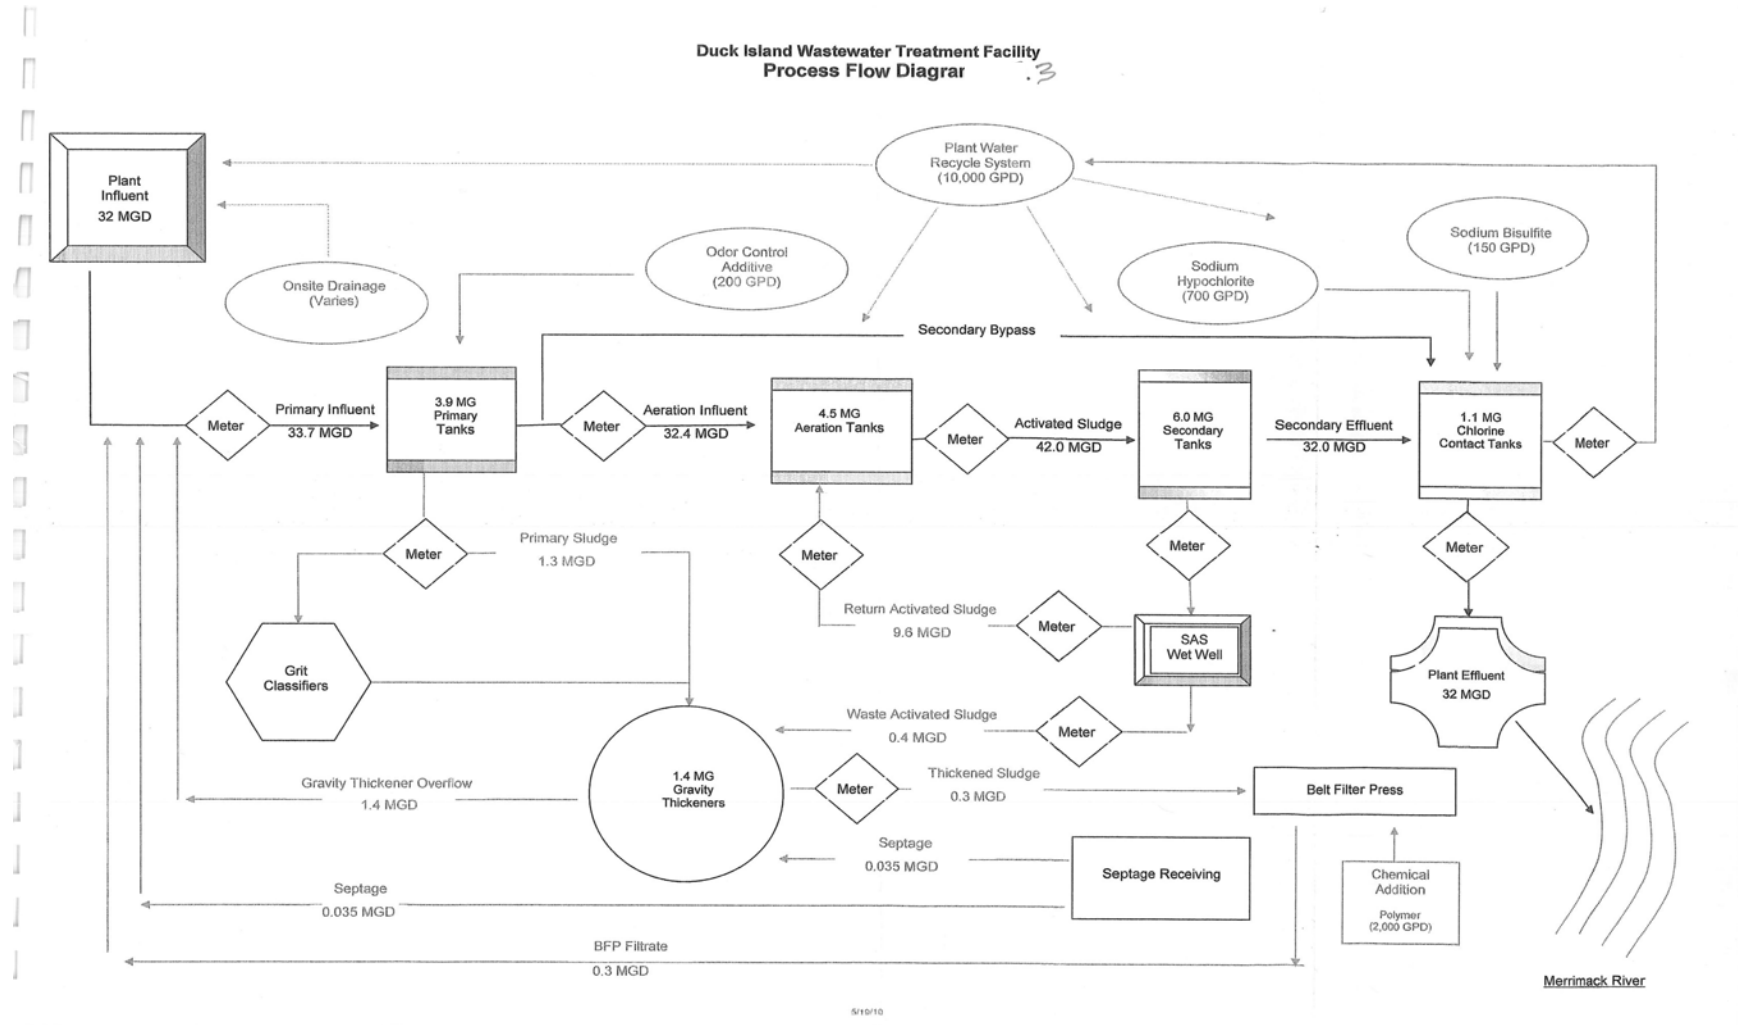 Duck Island Wastewater Treatment Facility
Process Flow Diagrar .3
Plant
Influent
32 MGD
Plant Water
Recycle System
(10,000 GPD)
Onsite Drainage
(Varies)
Odor Control
Additive
(200 GPD)
Sodium
Hypochlorite
(700 GPD)
Sodium Bisulfite
(150 GPD)
Secondary Bypass
Meter
Primary Influent
33.7 MGD
3.9 MG
Primary
Tanks
Meter
Aeration Influent
32.4 MGD
4.5 MG
Aeration Tanks
Meter
Activated Sludge
42.0 MGD
6.0 MG
Secondary
Tanks
Secondary Effluent
32.0 MGD
1.1 MG
Chlorine
Contact Tanks
Meter
Meter
Primary Sludge
1.3 MGD
Meter
Meter
Meter
Return Activated Sludge
9.6 MGD
Meter
SAS
Wet Well
Grit
Classifiers
Plant Effluent
32 MGD
Waste Activated Sludge
0.4 MGD
Meter
Gravity Thickener Overflow
1.4 MGD
1.4 MG
Gravity
Thickeners
Meter
Thickened Sludge
0.3 MGD
Belt Filter Press
Septage
0.035 MGD
Septage Receiving
Chemical
Addition
Polymer
(2,000 GPD)
Septage
0.035 MGD
BFP Filtrate
0.3 MGD
Merrimack River
5/19/10